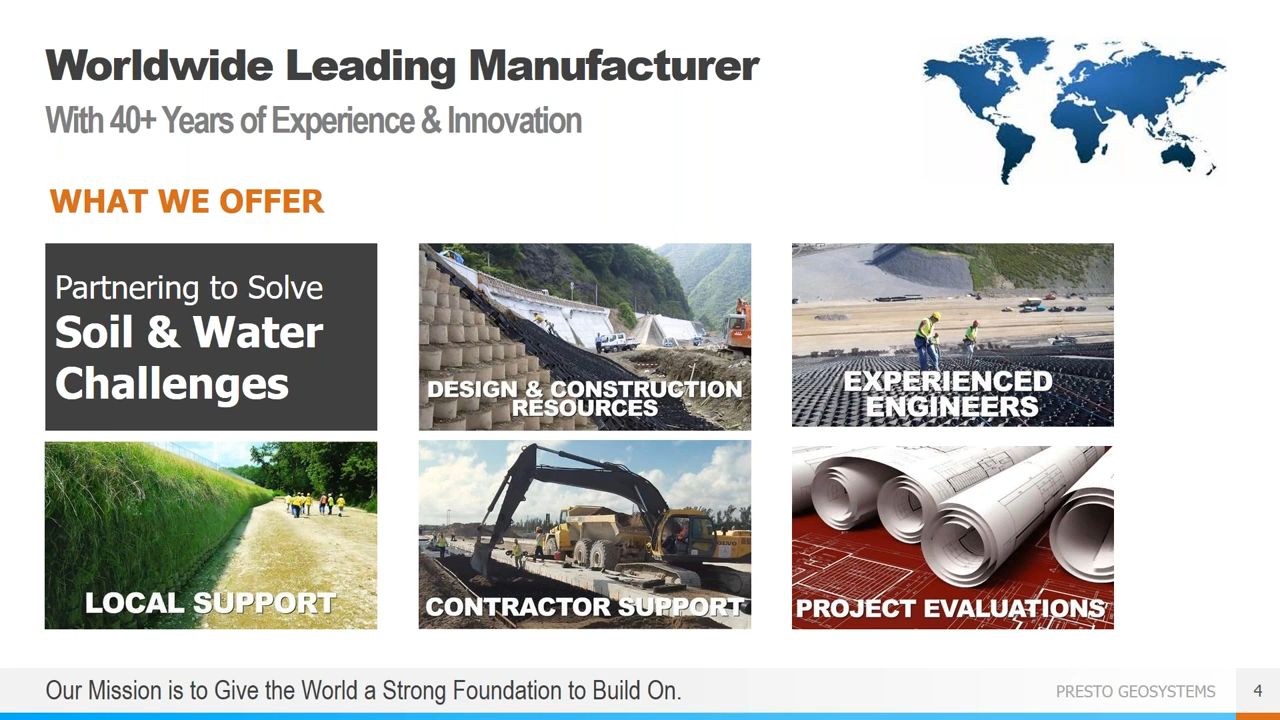 Worldwide Leading Manufacturer
With 40+ Years of Experience & Innovation
WHAT WE OFFER
Partnering to Solve
Soil & Water
Challenges
DESIGN & CONSTRUCTION
RESOURCES
EXPERIENCED
ENGINEERS
LOCAL SUPPORT
CONTRACTOR SUPPORT
PROJECT EVALUATIONS
Our Mission is to Give the World a Strong Foundation to Build On.
PRESTO GEOSYSTEMS
4